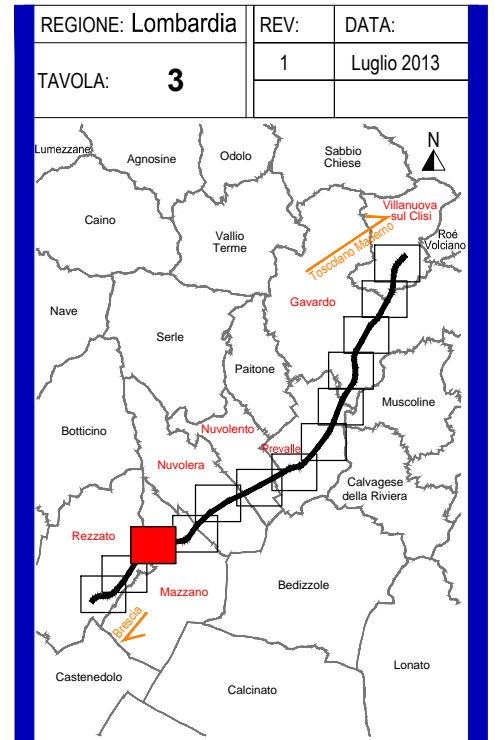 REGIONE: Lombardia
REV:
DATA:
TAVOLA: 3
1
Luglio 2013
Lumezzane
Agnosine
Odolo
Sabbio
Chiese
N
Caino
Vallio
Terme
Villanuova
sul Clisi
Roé
Volciano
Toscolano Maderno
Gavardo
Nave
Serle
Paitone
Muscoline
Botticino
Nuvolento
Prevalle
Nuvolera
Calvagese
della Riviera
Rezzato
Mazzano
Bedizzole
Brescia
Castenedolo
Calcinato
Lonato